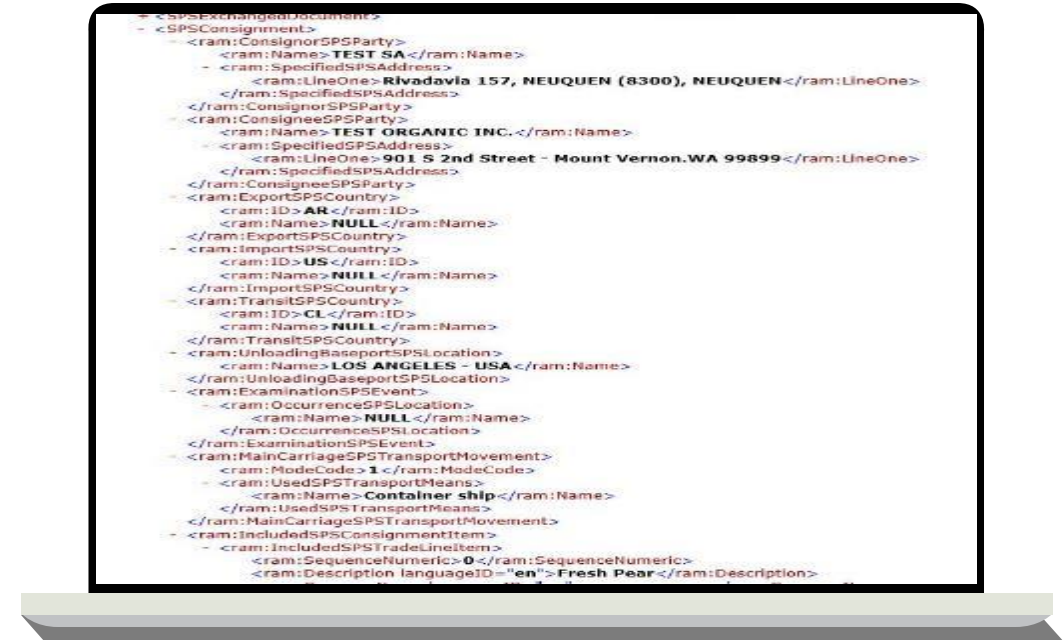 + <SPSExchangedDocument>
- <SPSConsignment>
- <ram:ConsignorSPSParty>
<ram:Name>TEST SA</ram:Name>
- <ram:SpecifiedSPSAddress>
<ram:LineOne>Rivadavia 157, NEUQUEN (8300), NEUQUEN</ram:LineOne>
</ram:SpecifiedSPSAddress>
</ram:ConsignorSPSParty>
- <ram:ConsigneeSPSParty>
<ram:Name>TEST ORGANIC INC.</ram:Name>
- <ram:SpecifiedSPSAddress>
<ram:LineOne>901 S 2nd Street - Mount Vernon.WA 99899</ram:LineOne>
</ram:SpecifiedSPSAddress>
</ram:ConsigneeSPSParty>
- <ram:ExportSPSCountry>
<ram:ID>AR</ram:ID>
<ram:Name>NULL</ram:Name>
</ram:ExportSPSCountry>
- <ram:ImportSPSCountry>
<ram:ID>US</ram:ID>
<ram:Name>NULL</ram:Name>
</ram:ImportSPSCountry>
- <ram:TransitSPSCountry>
<ram:ID>CL</ram:ID>
<ram:Name>NULL</ram:Name>
</ram:TransitSPSCountry>
- <ram:UnloadingBaseportSPSLocation>
<ram:Name>LOS ANGELES - USA</ram:Name>
</ram:UnloadingBaseportSPSLocation>
- <ram:ExaminationSPSEvent>
- <ram:OccurrenceSPSLocation>
<ram:Name>NULL</ram:Name>
</ram:OccurrenceSPSLocation>
</ram:ExaminationSPSEvent>
- <ram:MainCarriageSPSTransportMovement>
<ram:ModeCode>1</ram:ModeCode>
- <ram:UsedSPSTransportMeans>
<ram:Name>Container ship</ram:Name>
</ram:UsedSPSTransportMeans>
</ram:MainCarriageSPSTransportMovement>
- <ram:IncludedSPSConsignmentItem>
- <ram:IncludedSPSTradeLineItem>
<ram:SequenceNumeric>0</ram:SequenceNumeric>
<ram:Description languageID="en">Fresh Pear</ram:Description>